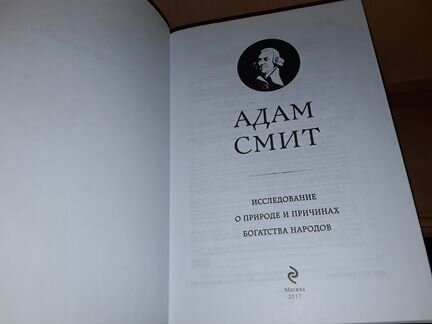 АДАМ
СМИТ
ИССЛЕДОВАНИЕ
О ПРИРОДЕ И ПРИЧИНАХ
БОГАТСТВА НАРОДОВ
Москва
2017